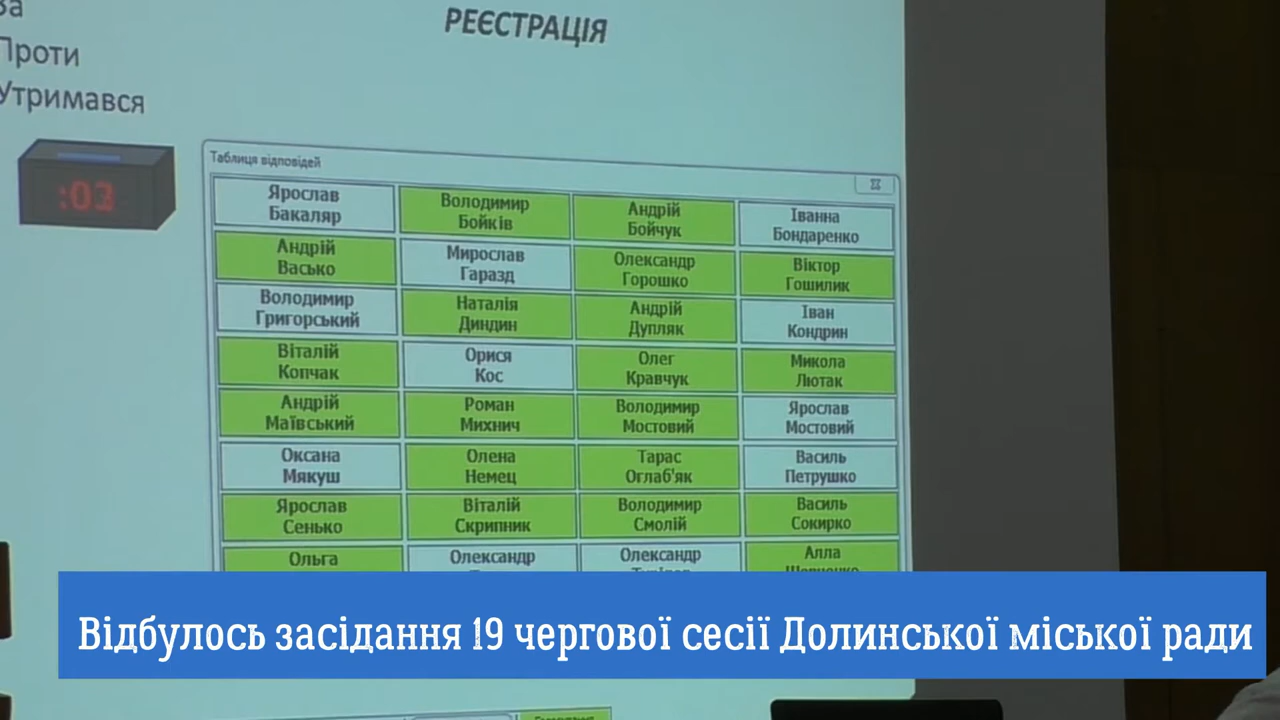 За
Проти
Утримався
РЕЄСТРАЦІЯ
:03
Таблиця відповідей
Ярослав Бакаляр
Володимир Бойків
Андрій Бойчук
Іванна Бондаренко
Андрій Васько
Мирослав Гаразд
Олександр Горошко
Віктор Гошилик
Володимир Григорський
Наталія Диндин
Андрій Дупляк
Іван Кондрин
Віталій Копчак
Орися Кос
Олег Кравчук
Микола Лютак
Андрій Маївський
Роман Михнич
Володимир Мостовий
Ярослав Мостовий
Оксана Мякуш
Олена Немец
Тарас Оглаб'як
Василь Петрушко
Ярослав Сенько
Віталій Скрипник
Володимир Смолій
Василь Сокирко
Ольга
Олександр
Олександр
Алла
Відбулось засідання 19 чергової сесії Долинської міської ради